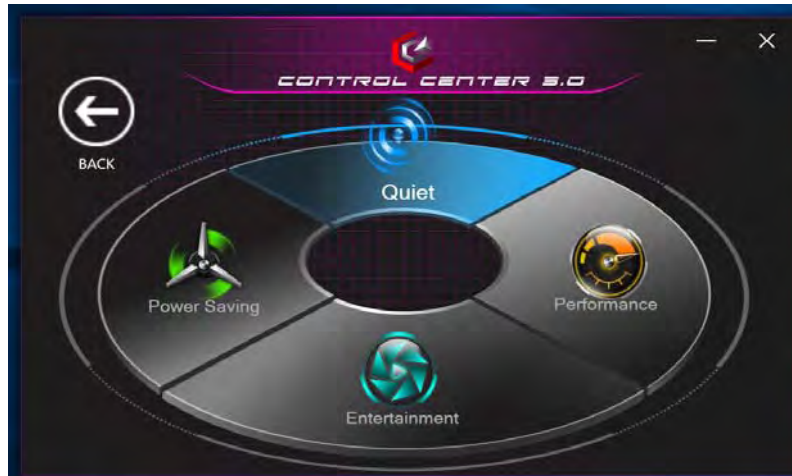 CONTROL CENTER 3.0
BACK
Quiet
Power Saving
Performance
Entertainment